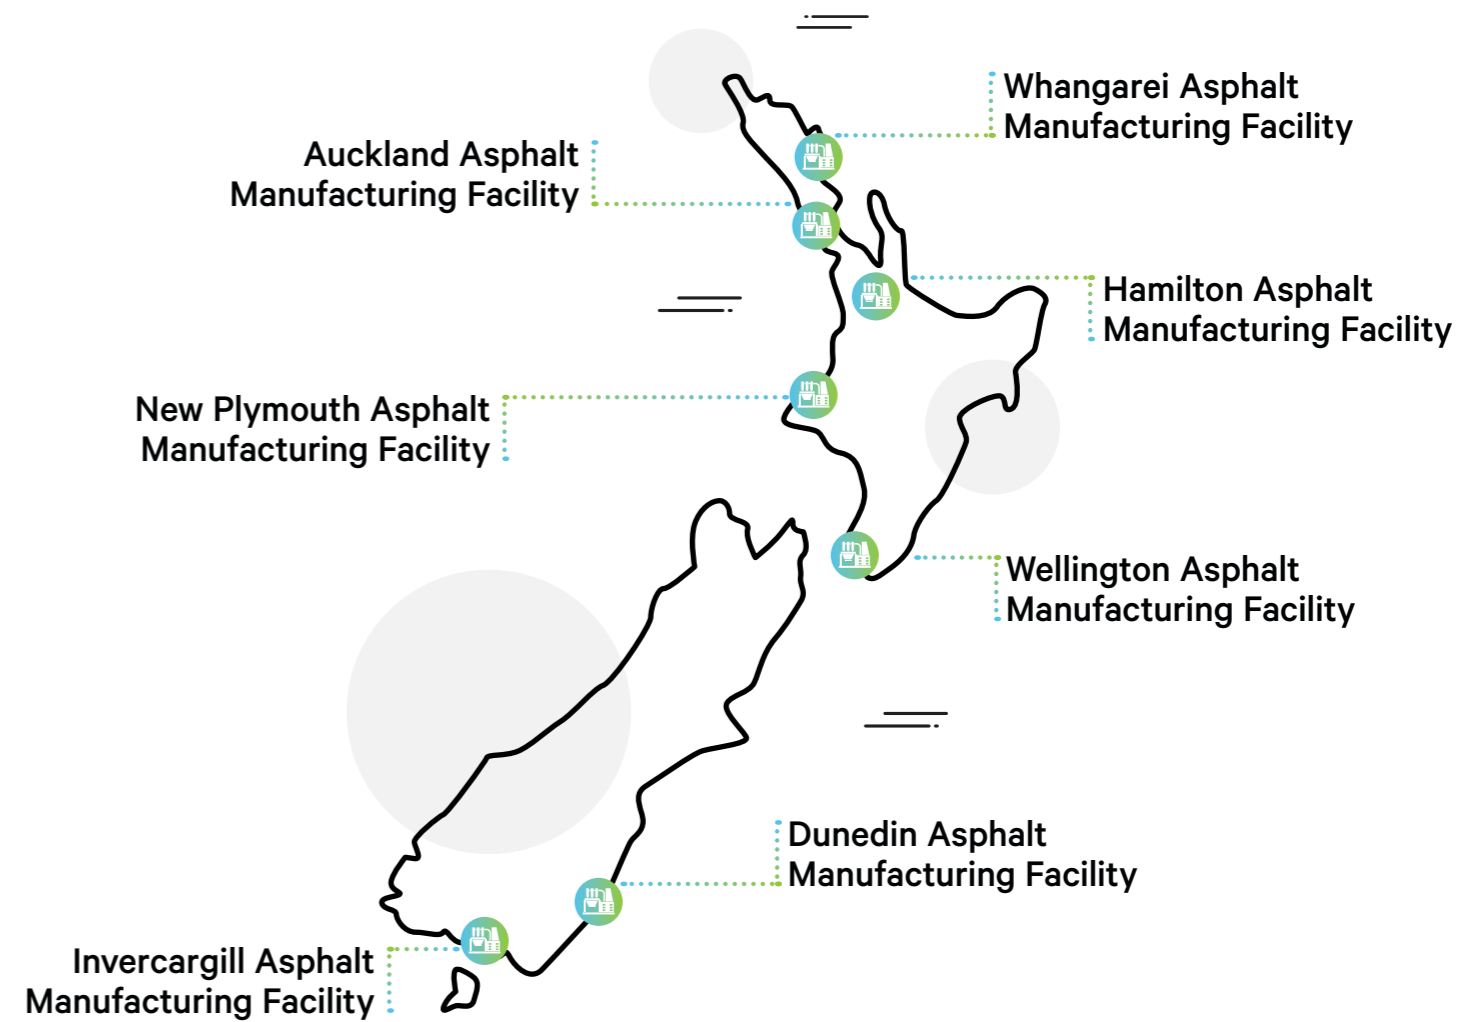 Whangarei Asphalt
Manufacturing Facility
Auckland Asphalt
Manufacturing Facility
Hamilton Asphalt
Manufacturing Facility
New Plymouth Asphalt
Manufacturing Facility
Wellington Asphalt
Manufacturing Facility
Dunedin Asphalt
Manufacturing Facility
Invercargill Asphalt
Manufacturing Facility